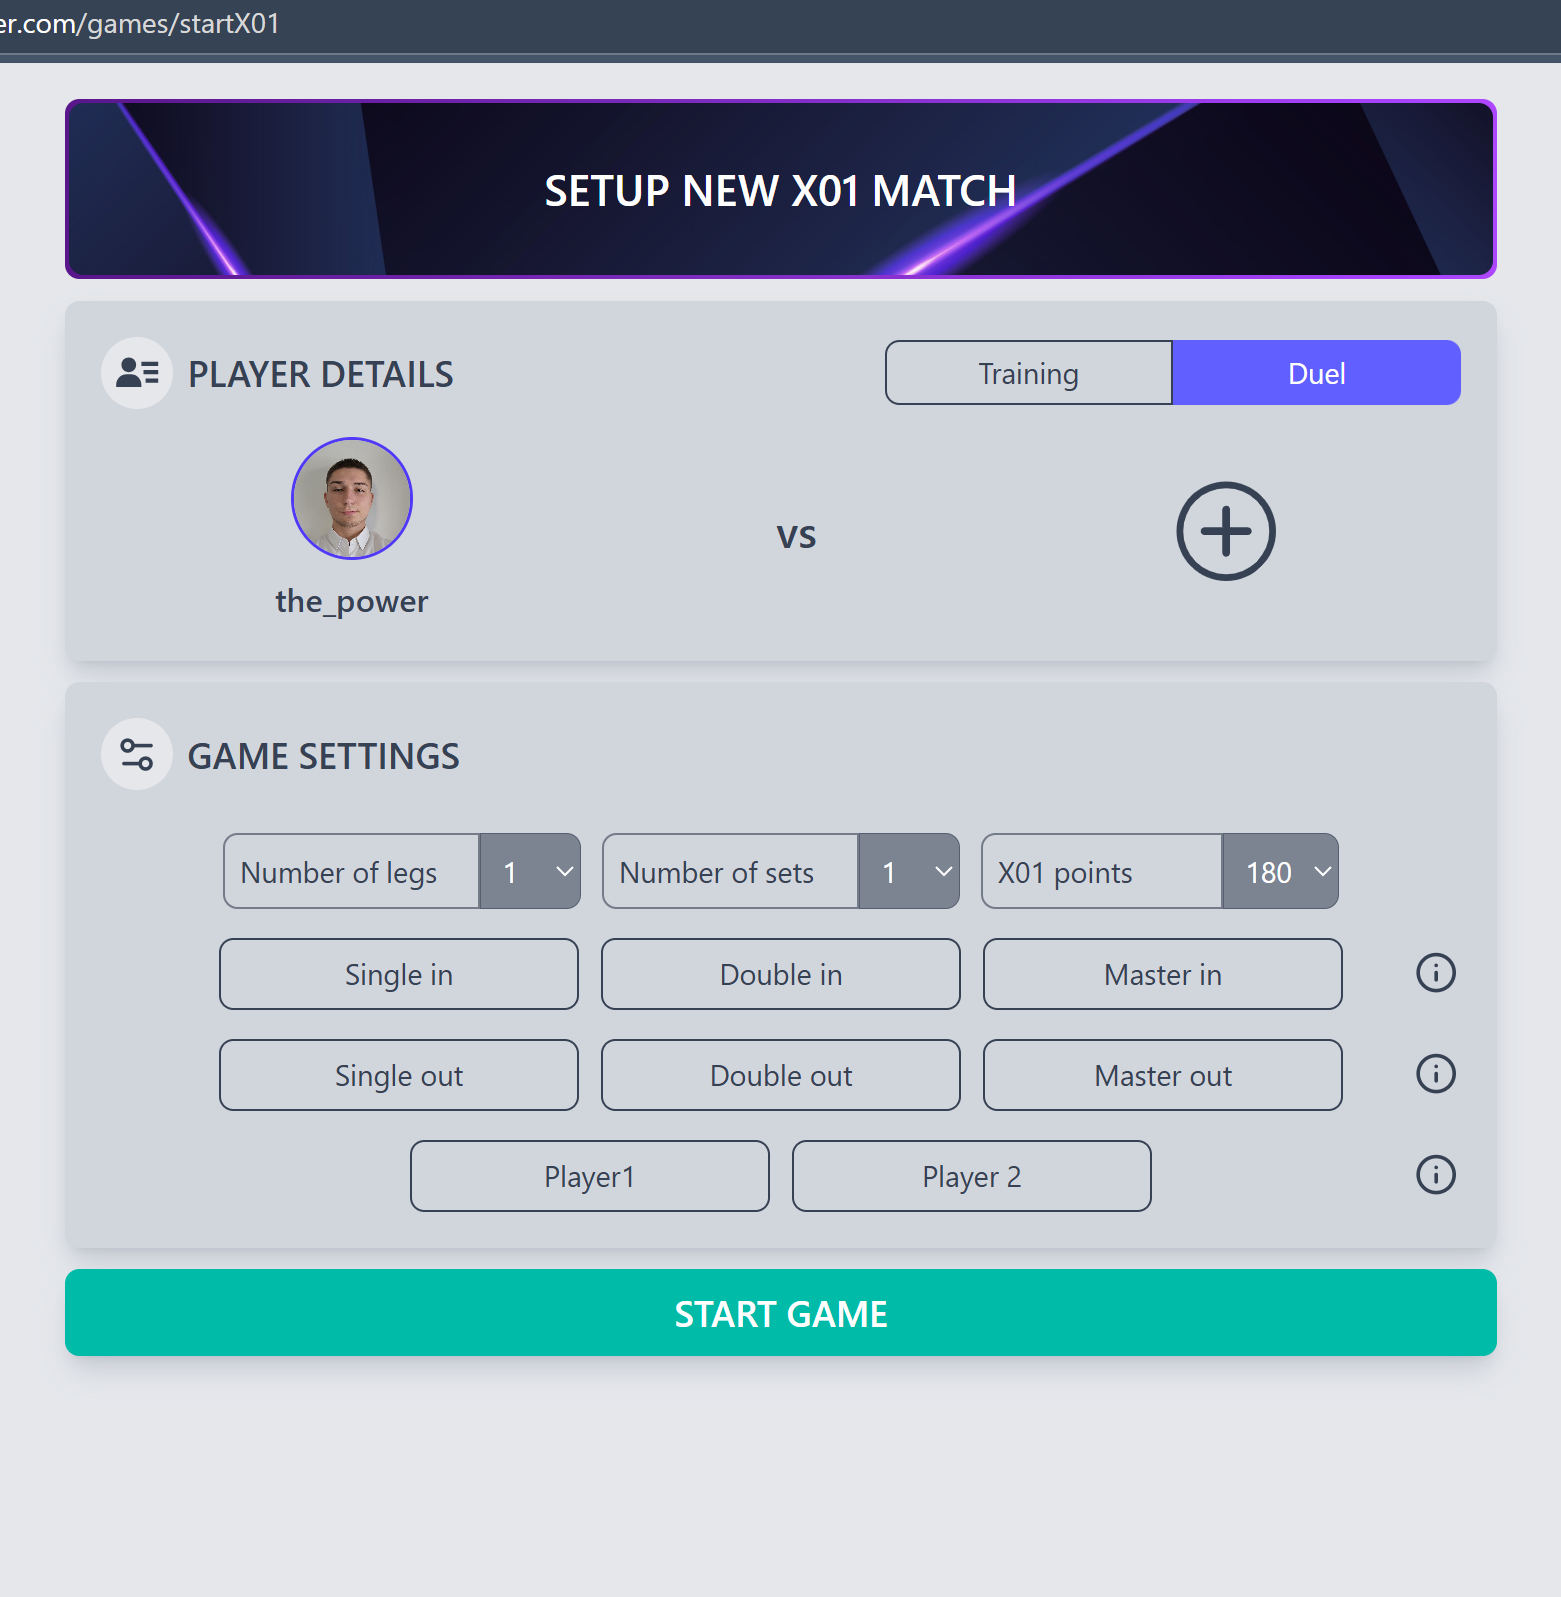 er.com/games/startX01
SETUP NEW X01 MATCH
PLAYER DETAILS
Training
Duel
the_power
vs
GAME SETTINGS
Number of legs 1
Number of sets 1
X01 points 180
Single in
Double in
Master in
Single out
Double out
Master out
Player1
Player 2
START GAME